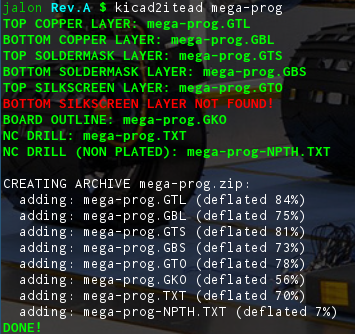 jalon Rev.A $ kicad2itead mega-prog
TOP COPPER LAYER: mega-prog.GTL
BOTTOM COPPER LAYER: mega-prog.GBL
TOP SOLDERMASK LAYER: mega-prog.GTS
BOTTOM SOLDERMASK LAYER: mega-prog.GBS
TOP SILKSCREEN LAYER: mega-prog.GTO
BOTTOM SILKSCREEN LAYER NOT FOUND!
BOARD OUTLINE: mega-prog.GKO
NC DRILL: mega-prog.TXT
NC DRILL (NON PLATED): mega-prog-NPTH.TXT
CREATING ARCHIVE mega-prog.zip:
adding: mega-prog.GTL (deflated 84%)
adding: mega-prog.GBL (deflated 75%)
adding: mega-prog.GTS (deflated 81%)
adding: mega-prog.GBS (deflated 73%)
adding: mega-prog.GTO (deflated 78%)
adding: mega-prog.GKO (deflated 56%)
adding: mega-prog.TXT (deflated 70%)
adding: mega-prog-NPTH.TXT (deflated 7%)
DONE!